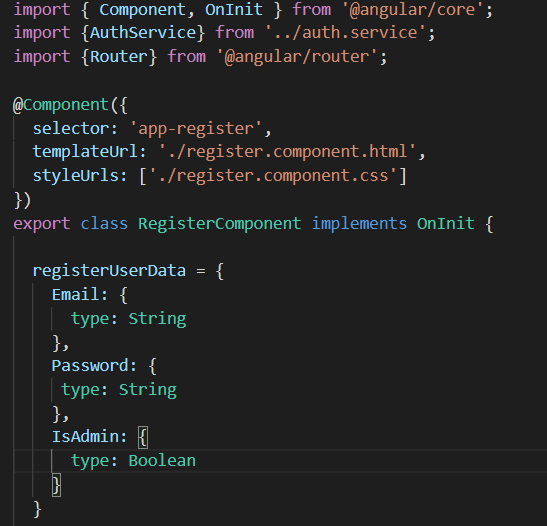 import { Component, OnInit } from '@angular/core';
import {AuthService} from '../auth.service';
import {Router} from '@angular/router';
@Component({
selector: 'app-register',
templateUrl: './register.component.html',
styleUrls: ['./register.component.css']
})
export class RegisterComponent implements OnInit {
registerUserData = {
Email: {
type: String
},
Password: {
type: String
},
IsAdmin: {
type: Boolean
}
}